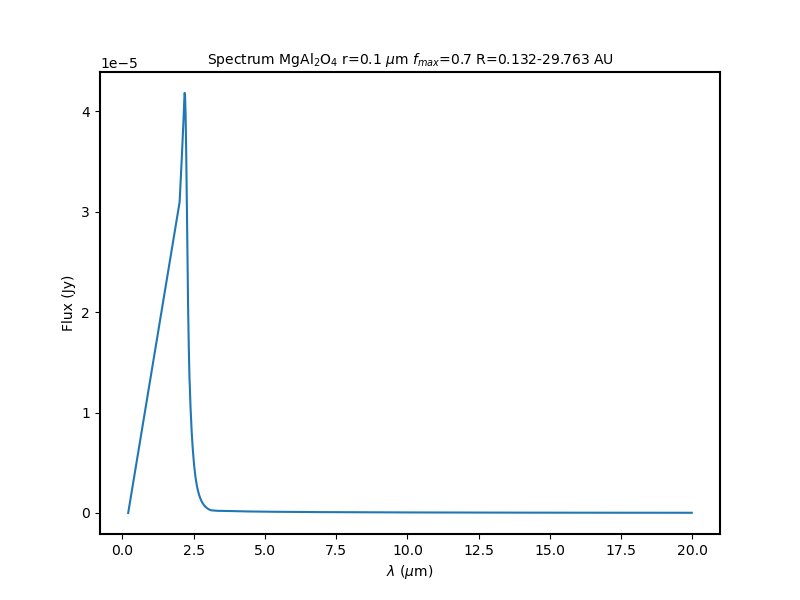 Spectrum MgAl₂O₄ r=0.1 μm f_max=0.7 R=0.132-29.763 AU
1e−5
4
3
2
1
0
Flux (Jy)
0.0 2.5 5.0 7.5 10.0 12.5 15.0 17.5 20.0
λ (μm)